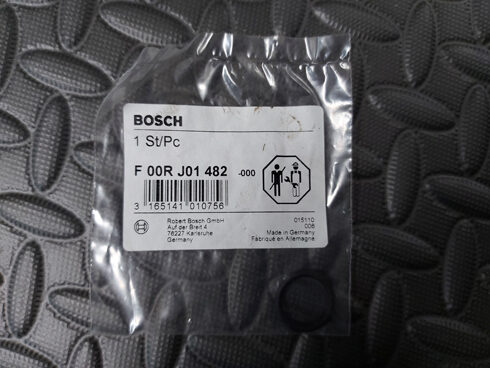 BOSCH
1 St/Pc
F 00R J01 482 -000
3 165141 010756
Robert Bosch GmbH
Auf der Breit 4
76227 Karlsruhe
Germany
015110
006
Made in Germany
Fabriqué en Allemagne